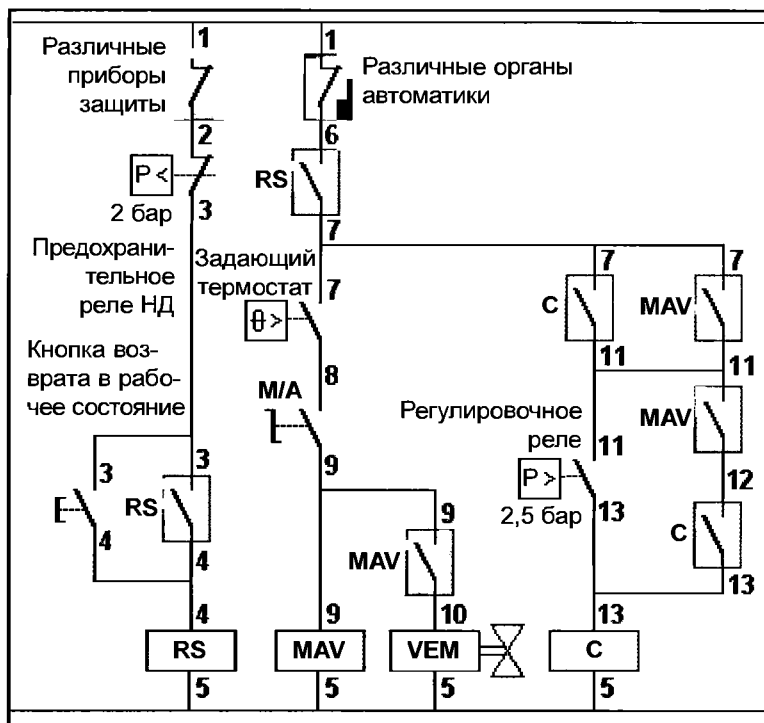 1
1
Различные
приборы
защиты
Различные органы
автоматики
2
6
P <
2 бар
RS
3
7
Предохрани-
тельное
реле НД
Задающий
термостат
7
7
7
θ >
C
MAV
Кнопка воз-
врата в рабо-
чее состояние
8
11
11
M/A
Регулировочное
реле
11
MAV
3
3
9
P >
2,5 бар
13
12
RS
9
C
4
4
MAV
13
4
9
10
13
RS
MAV
VEM
C
5
5
5
5